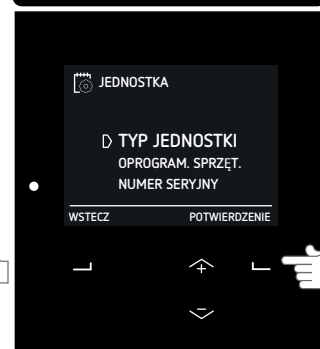 JEDNOSTKA
TYP JEDNOSTKI
OPROGRAM. SPRZĘT.
NUMER SERYJNY
WSTECZ POTWIERDZENIE